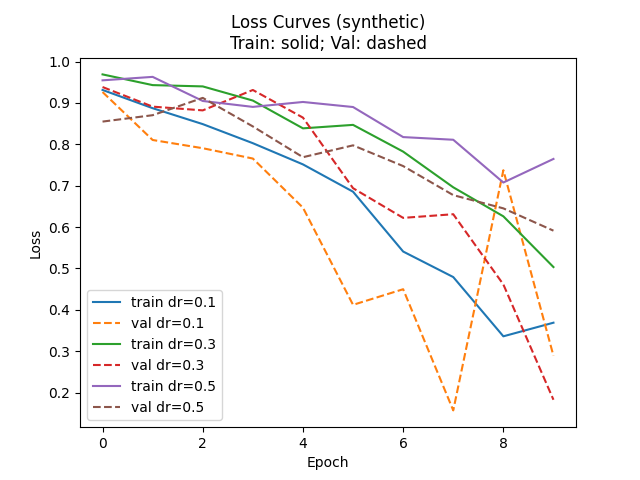 Loss Curves (synthetic)
Train: solid; Val: dashed
1.0
0.9
0.8
0.7
0.6
0.5
0.4
0.3
0.2
Loss
train dr=0.1
val dr=0.1
train dr=0.3
val dr=0.3
train dr=0.5
val dr=0.5
0 2 4 6 8
Epoch